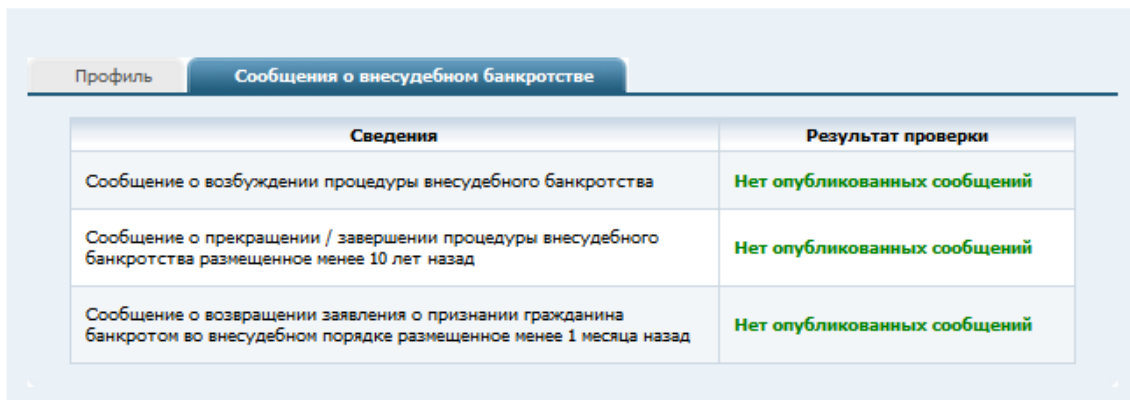 Профиль
Сообщения о внесудебном банкротстве
Сведения
Результат проверки
Сообщение о возбуждении процедуры внесудебного банкротства
Нет опубликованных сообщений
Сообщение о прекращении / завершении процедуры внесудебного
банкротства размещенное менее 10 лет назад
Нет опубликованных сообщений
Сообщение о возвращении заявления о признании гражданина
банкротом во внесудебном порядке размещенное менее 1 месяца назад
Нет опубликованных сообщений